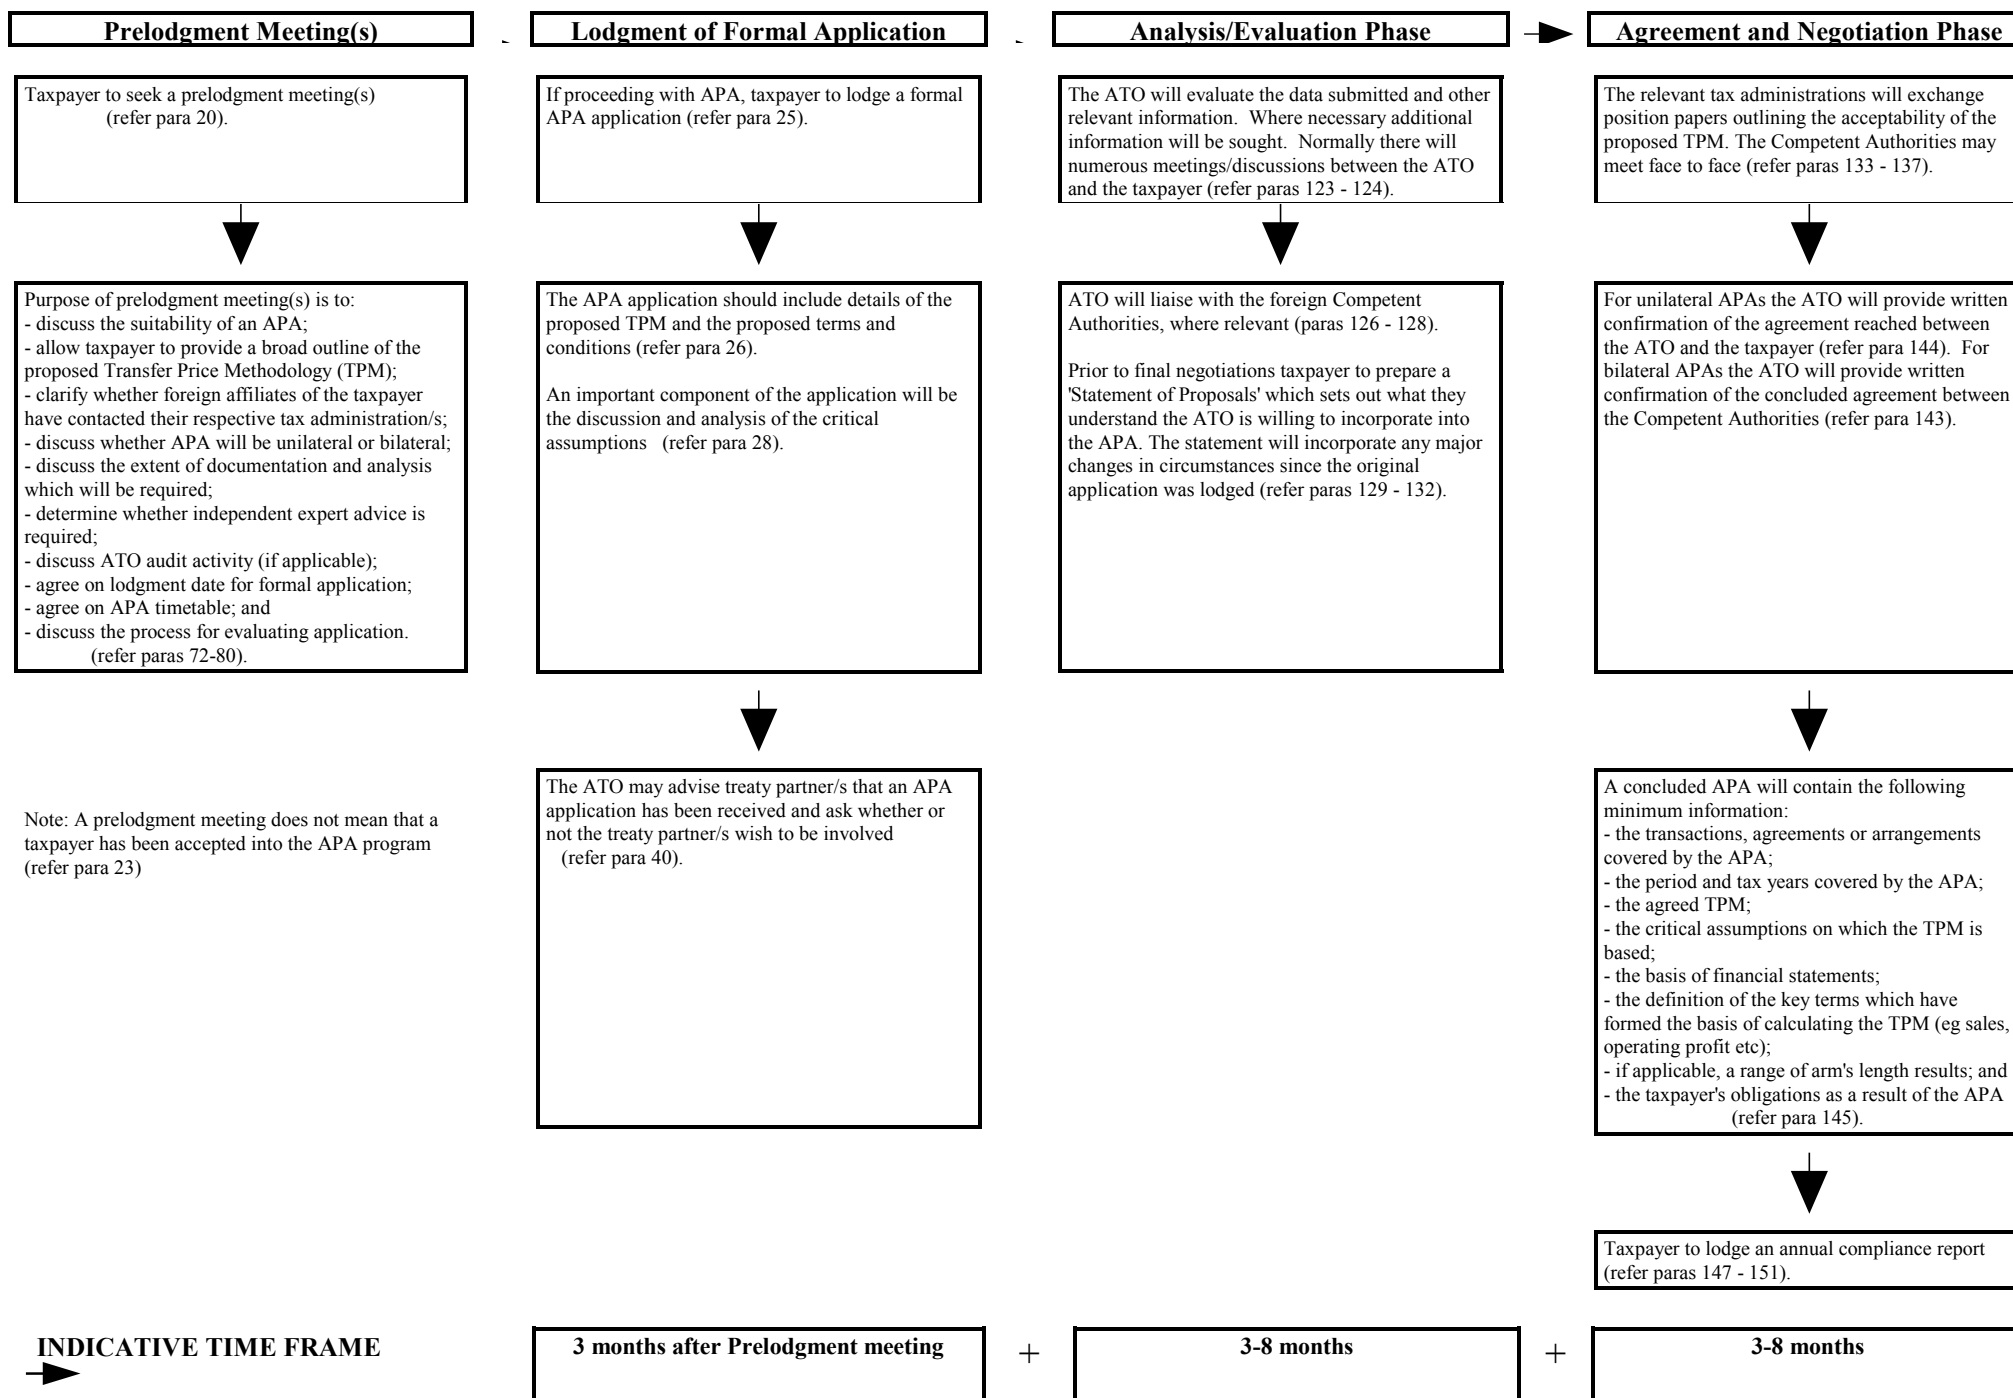 Prelodgment Meeting(s)
Lodgment of Formal Application
Analysis/Evaluation Phase
Agreement and Negotiation Phase
Taxpayer to seek a prelodgment meeting(s)
(refer para 20).
If proceeding with APA, taxpayer to lodge a formal
APA application (refer para 25).
The ATO will evaluate the data submitted and other
relevant information.  Where necessary additional
information will be sought.  Normally there will
numerous meetings/discussions between the ATO
and the taxpayer (refer paras 123 - 124).
The relevant tax administrations will exchange
position papers outlining the acceptability of the
proposed TPM. The Competent Authorities may
meet face to face (refer paras 133 - 137).
Purpose of prelodgment meeting(s) is to:
- discuss the suitability of an APA;
- allow taxpayer to provide a broad outline of the
proposed Transfer Price Methodology (TPM);
- clarify whether foreign affiliates of the taxpayer
have contacted their respective tax administration/s;
- discuss whether APA will be unilateral or bilateral;
- discuss the extent of documentation and analysis
which will be required;
- determine whether independent expert advice is
required;
- discuss ATO audit activity (if applicable);
- agree on lodgment date for formal application;
- agree on APA timetable; and
- discuss the process for evaluating application.
(refer paras 72-80).
The APA application should include details of the
proposed TPM and the proposed terms and
conditions (refer para 26).
An important component of the application will be
the discussion and analysis of the critical
assumptions   (refer para 28).
ATO will liaise with the foreign Competent
Authorities, where relevant (paras 126 - 128).
Prior to final negotiations taxpayer to prepare a
'Statement of Proposals' which sets out what they
understand the ATO is willing to incorporate into
the APA. The statement will incorporate any major
changes in circumstances since the original
application was lodged (refer paras 129 - 132).
For unilateral APAs the ATO will provide written
confirmation of the agreement reached between
the ATO and the taxpayer (refer para 144).  For
bilateral APAs the ATO will provide written
confirmation of the concluded agreement between
the Competent Authorities (refer para 143).
Note: A prelodgment meeting does not mean that a
taxpayer has been accepted into the APA program
(refer para 23)
The ATO may advise treaty partner/s that an APA
application has been received and ask whether or
not the treaty partner/s wish to be involved
(refer para 40).
A concluded APA will contain the following
minimum information:
- the transactions, agreements or arrangements
covered by the APA;
- the period and tax years covered by the APA;
- the agreed TPM;
- the critical assumptions on which the TPM is
based;
- the basis of financial statements;
- the definition of the key terms which have
formed the basis of calculating the TPM (eg sales,
operating profit etc);
- if applicable, a range of arm's length results; and
- the taxpayer's obligations as a result of the APA
(refer para 145).
Taxpayer to lodge an annual compliance report
(refer paras 147 - 151).
INDICATIVE TIME FRAME
3 months after Prelodgment meeting
+
3-8 months
+
3-8 months